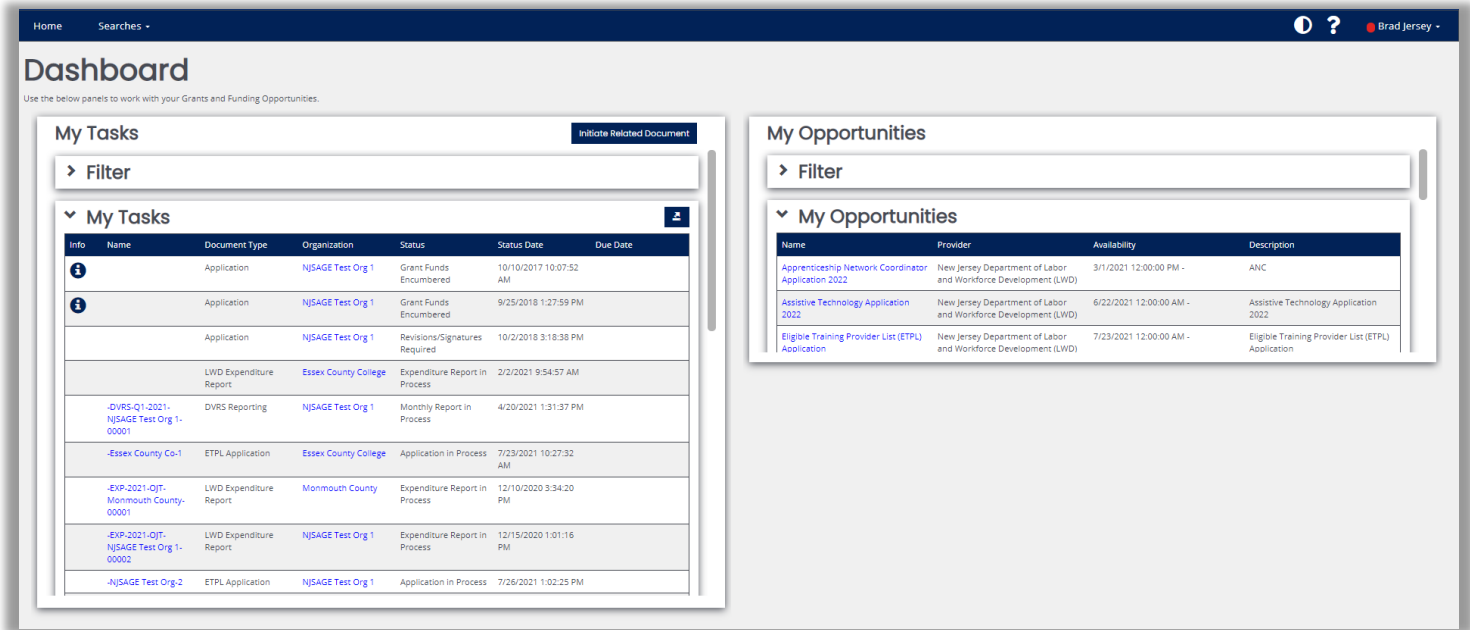 Home Searches ? Brad Jersey
Dashboard
Use the below panels to work with your Grants and Funding Opportunities.
My Tasks
Initiate Related Document
Filter
My Tasks
Info Name Document Type Organization Status Status Date Due Date
Application NJSAGE Test Org 1 Grant Funds 10/10/2017 10:07:52
Encumbered AM
Application NJSAGE Test Org 1 Grant Funds 9/25/2018 1:27:59 PM
Encumbered
Application NJSAGE Test Org 1 Revisions/Signatures 10/2/2018 3:18:38 PM
Required
LWD Expenditure Essex County College Expenditure Report in 2/2/2021 9:54:57 AM
Report Process
-DVRS-Q1-2021- DVRS Reporting NJSAGE Test Org 1 Monthly Report in 4/20/2021 1:31:37 PM
NJSAGE Test Org 1- Process
00001
-Essex County Co-1 ETPL Application Essex County College Application in Process 7/23/2021 10:27:32
AM
-EXP-2021-OJT- LWD Expenditure Monmouth County Expenditure Report in 12/10/2020 3:34:20
Monmouth County- Report Process PM
00001
-EXP-2021-OJT- LWD Expenditure NJSAGE Test Org 1 Expenditure Report in 12/15/2020 1:01:16
NJSAGE Test Org 1- Report Process PM
00002
-NJSAGE Test Org-2 ETPL Application NJSAGE Test Org 1 Application in Process 7/26/2021 1:02:25 PM
My Opportunities
Filter
My Opportunities
Name Provider Availability Description
Apprenticeship Network Coordinator New Jersey Department of Labor 3/1/2021 12:00:00 PM - ANC
Application 2022 and Workforce Development (LWD)
Assistive Technology Application New Jersey Department of Labor 6/22/2021 12:00:00 AM - Assistive Technology Application
2022 and Workforce Development (LWD) 2022
Eligible Training Provider List (ETPL) New Jersey Department of Labor 7/23/2021 12:00:00 AM - Eligible Training Provider List (ETPL)
Application and Workforce Development (LWD) Application